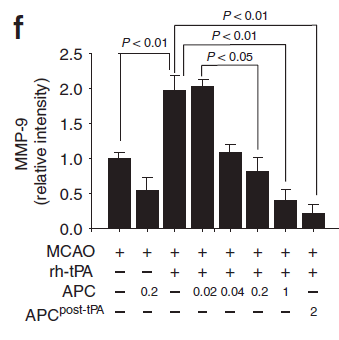 f
P < 0.01
P < 0.01
P < 0.01
P < 0.05
MMP-9
(relative intensity)
2.5
2.0
1.5
1.0
0.5
0.0
MCAO + + + + + + + +
rh-tPA – – + + + + + +
APC – 0.2 – 0.02 0.04 0.2 1
APCpost-tPA – – – – – – – 2